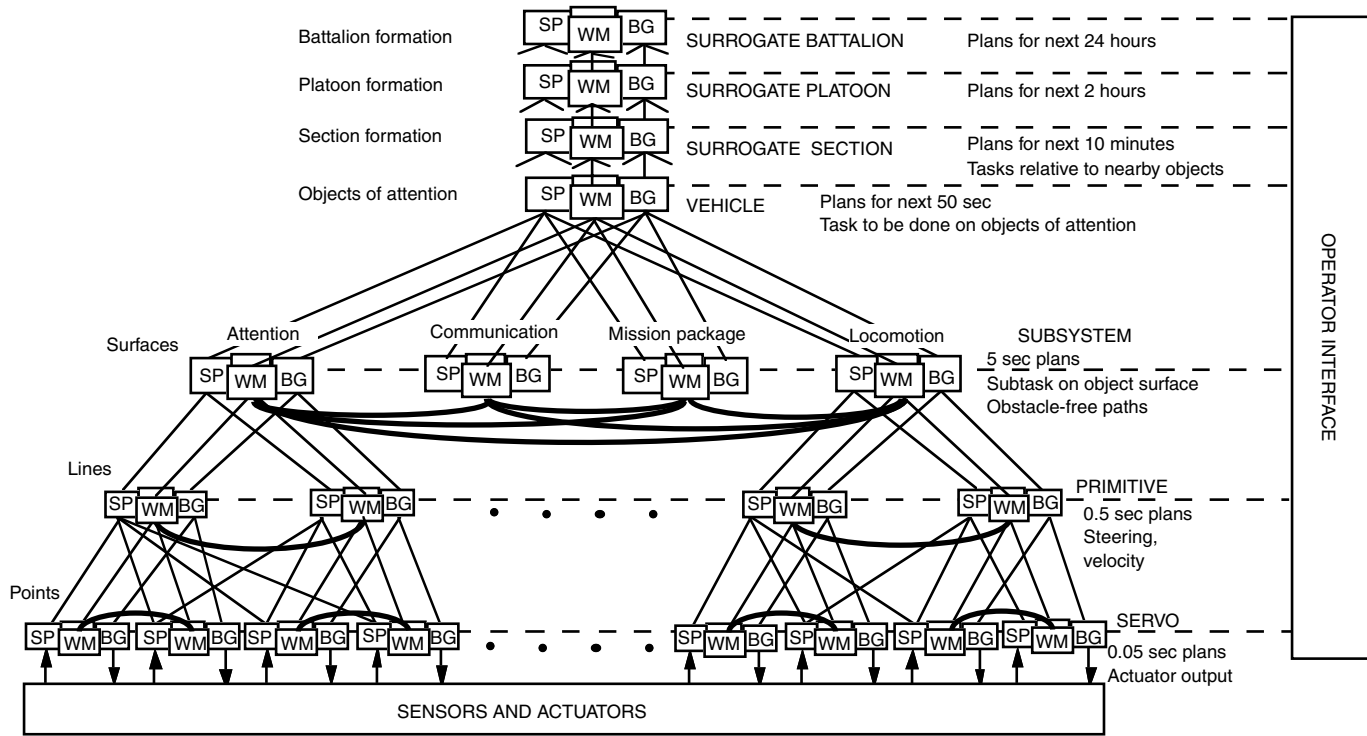 SP WM BG
Battalion formation
SURROGATE BATTALION
Plans for next 24 hours
SP WM BG
Platoon formation
SURROGATE PLATOON
Plans for next 2 hours
SP WM BG
Section formation
SURROGATE SECTION
Plans for next 10 minutes
Tasks relative to nearby objects
SP WM BG
Objects of attention
VEHICLE
Plans for next 50 sec
Task to be done on objects of attention
OPERATOR INTERFACE
Attention
Communication
Mission package
Locomotion
Surfaces
SUBSYSTEM
5 sec plans
Subtask on object surface
Obstacle-free paths
SP WM BG
SP WM BG
SP WM BG
SP WM BG
Lines
PRIMITIVE
0.5 sec plans
Steering,
velocity
SP WM BG
SP WM BG
SP WM BG
SP WM BG
Points
SERVO
0.05 sec plans
Actuator output
SP WM BG
SP WM BG
SP WM BG
SP WM BG
SP WM BG
SP WM BG
SP WM BG
SP WM BG
SENSORS AND ACTUATORS